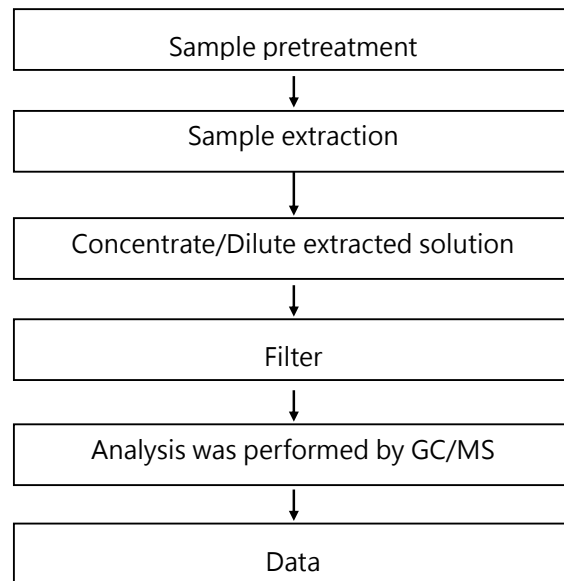 Sample pretreatment
Sample extraction
Concentrate/Dilute extracted solution
Filter
Analysis was performed by GC/MS
Data